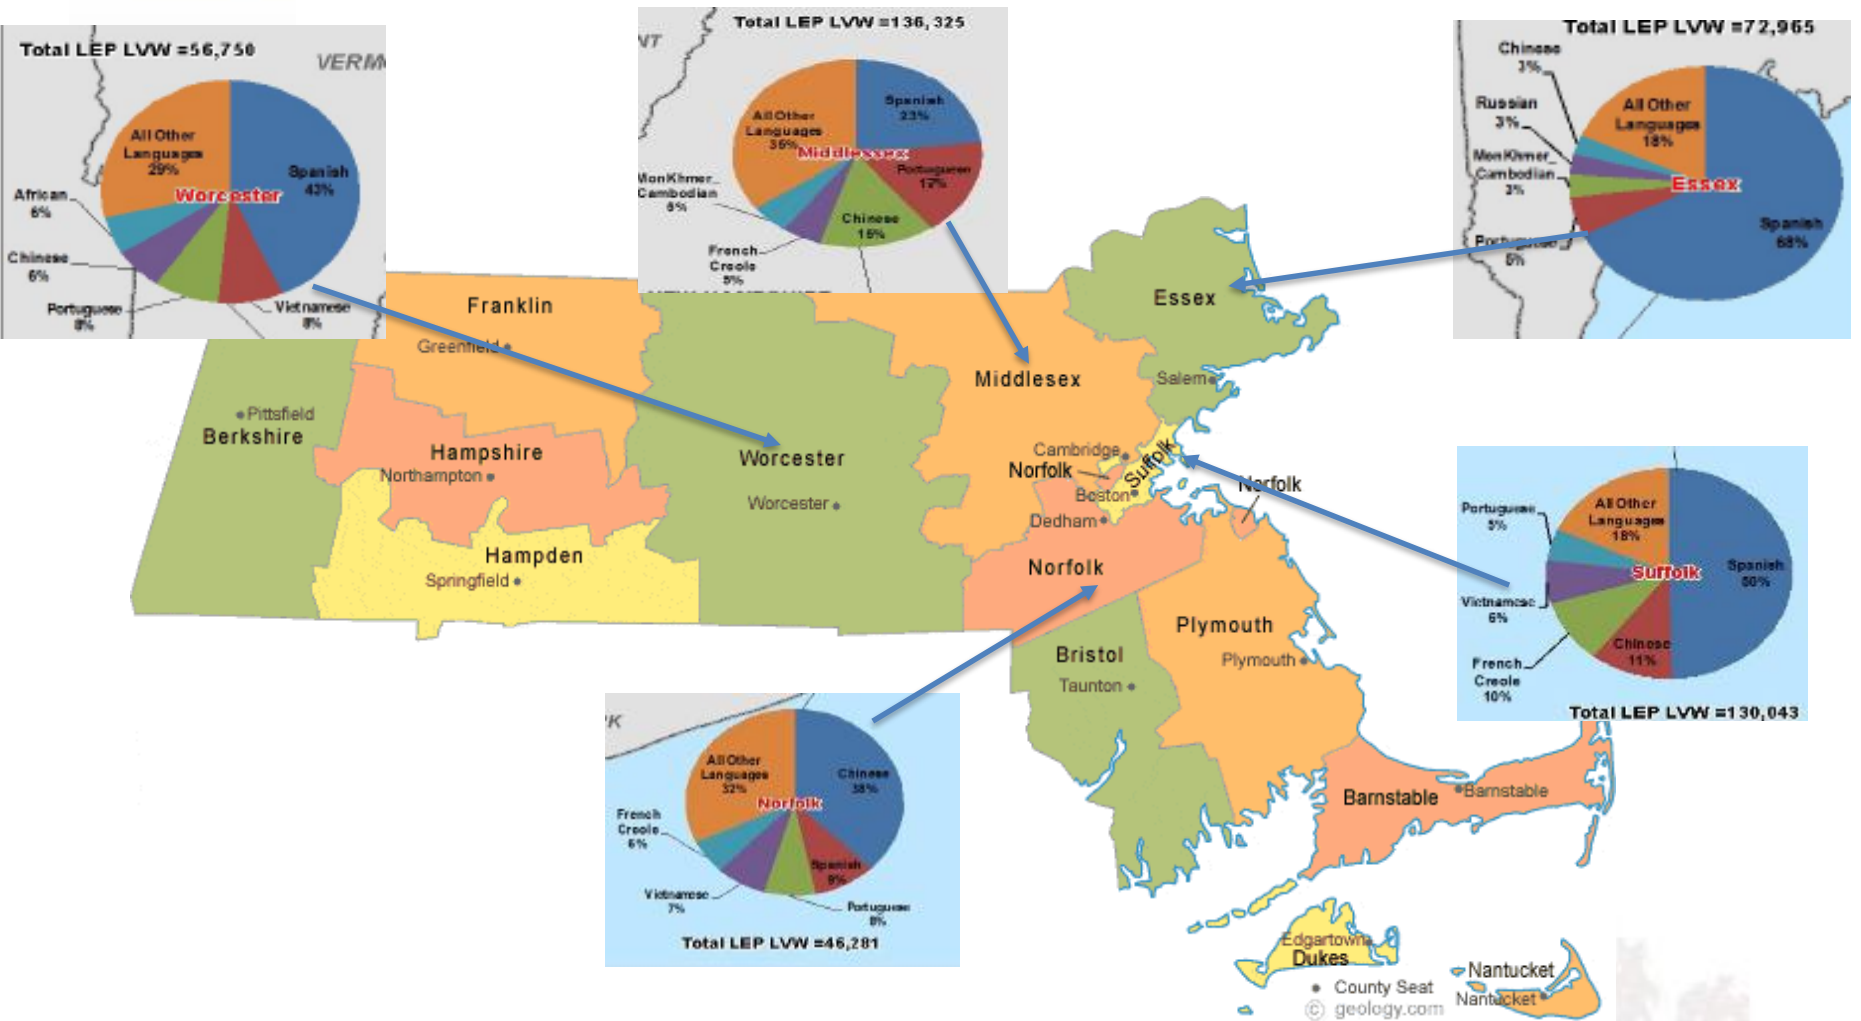 Total LEP LVW =56,750
VERM
All Other
Languages
29%
Spanish
43%
Worcester
African
6%
Chinese
6%
Portuguese
8%
Vietnamese
8%
Total LEP LVW =136, 325
NT
All Other
Languages
35%
Spanish
23%
Middlessex
Portuguese
17%
MonKhmer_
Cambodian
Chinese
15%
French
Creole
5%
Total LEP LVW =72,965
Chinese
3%
Russian
3%
MonKhmer_
Cambodian
3%
All Other
Languages
18%
Essex
Spanish
68%
Portuguese
5%
Franklin
Greenfield
Essex
Middlesex
Salem
Pittsfield
Berkshire
Hampshire
Northampton
Worcester
Worcester
Cambridge
Norfolk
Suffolk
Boston
Norfolk
Dedham
Hampden
Springfield
Norfolk
Plymouth
Plymouth
Bristol
Taunton
Barnstable
Barnstable
Edgartown
Dukes
Nantucket
Nantucket
County Seat
© geology.com
Portuguese
5%
All Other
Languages
18%
Suffolk
Spanish
50%
Vietnamese
6%
Chinese
11%
French
Creole
10%
Total LEP LVW =130,043
RK
All Other
Languages
32%
Chinese
38%
Norfolk
French
Creole
6%
Spanish
9%
Vietnamese
7%
Portuguese
8%
Total LEP LVW =46,281